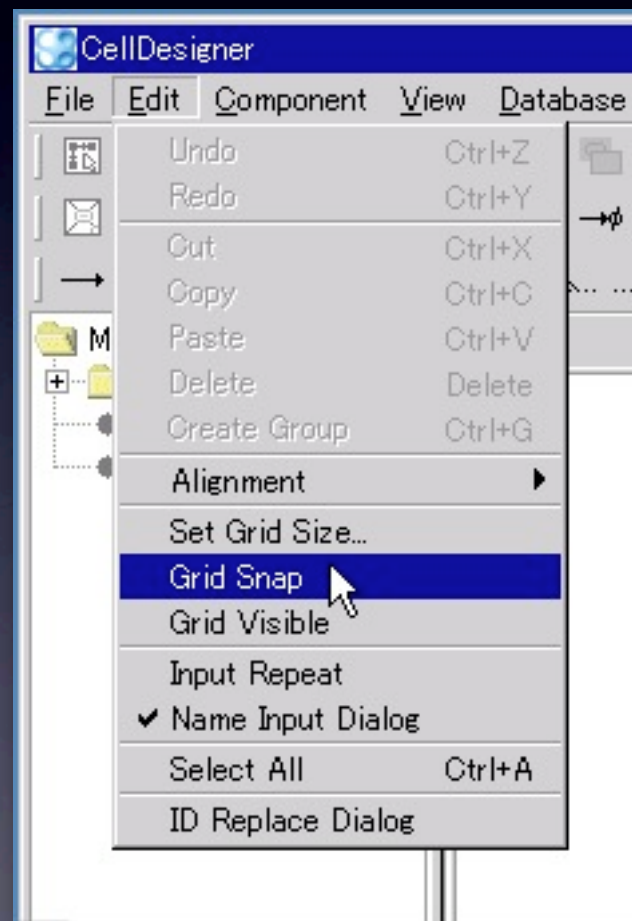 CellDesigner
File Edit Component View Database
Undo Ctrl+Z
Redo Ctrl+Y
Cut Ctrl+X
Copy Ctrl+C
Paste Ctrl+V
Delete Delete
Create Group Ctrl+G
Alignment
Set Grid Size...
Grid Snap
Grid Visible
Input Repeat
Name Input Dialog
Select All Ctrl+A
ID Replace Dialog
M